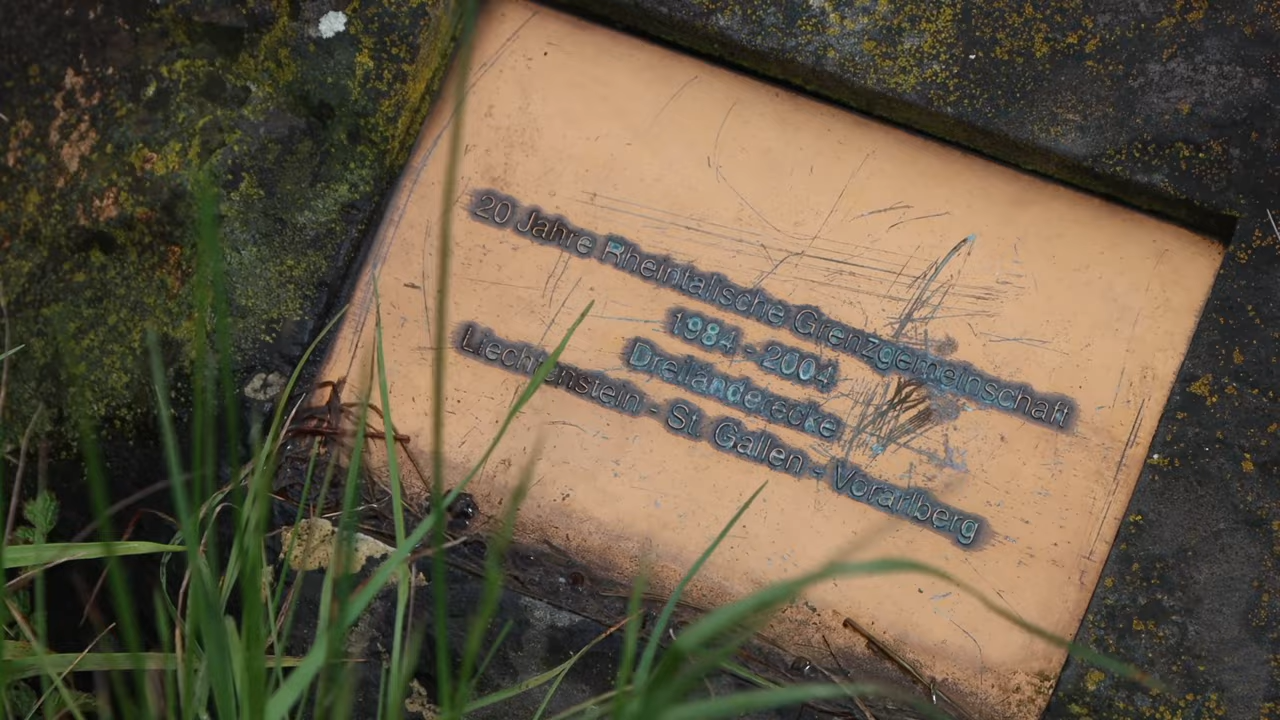 20 Jahre Rheintalische Grenzgemeinschaft
1984 - 2004
Dreiländerecke
Liechtenstein - St. Gallen - Vorarlberg